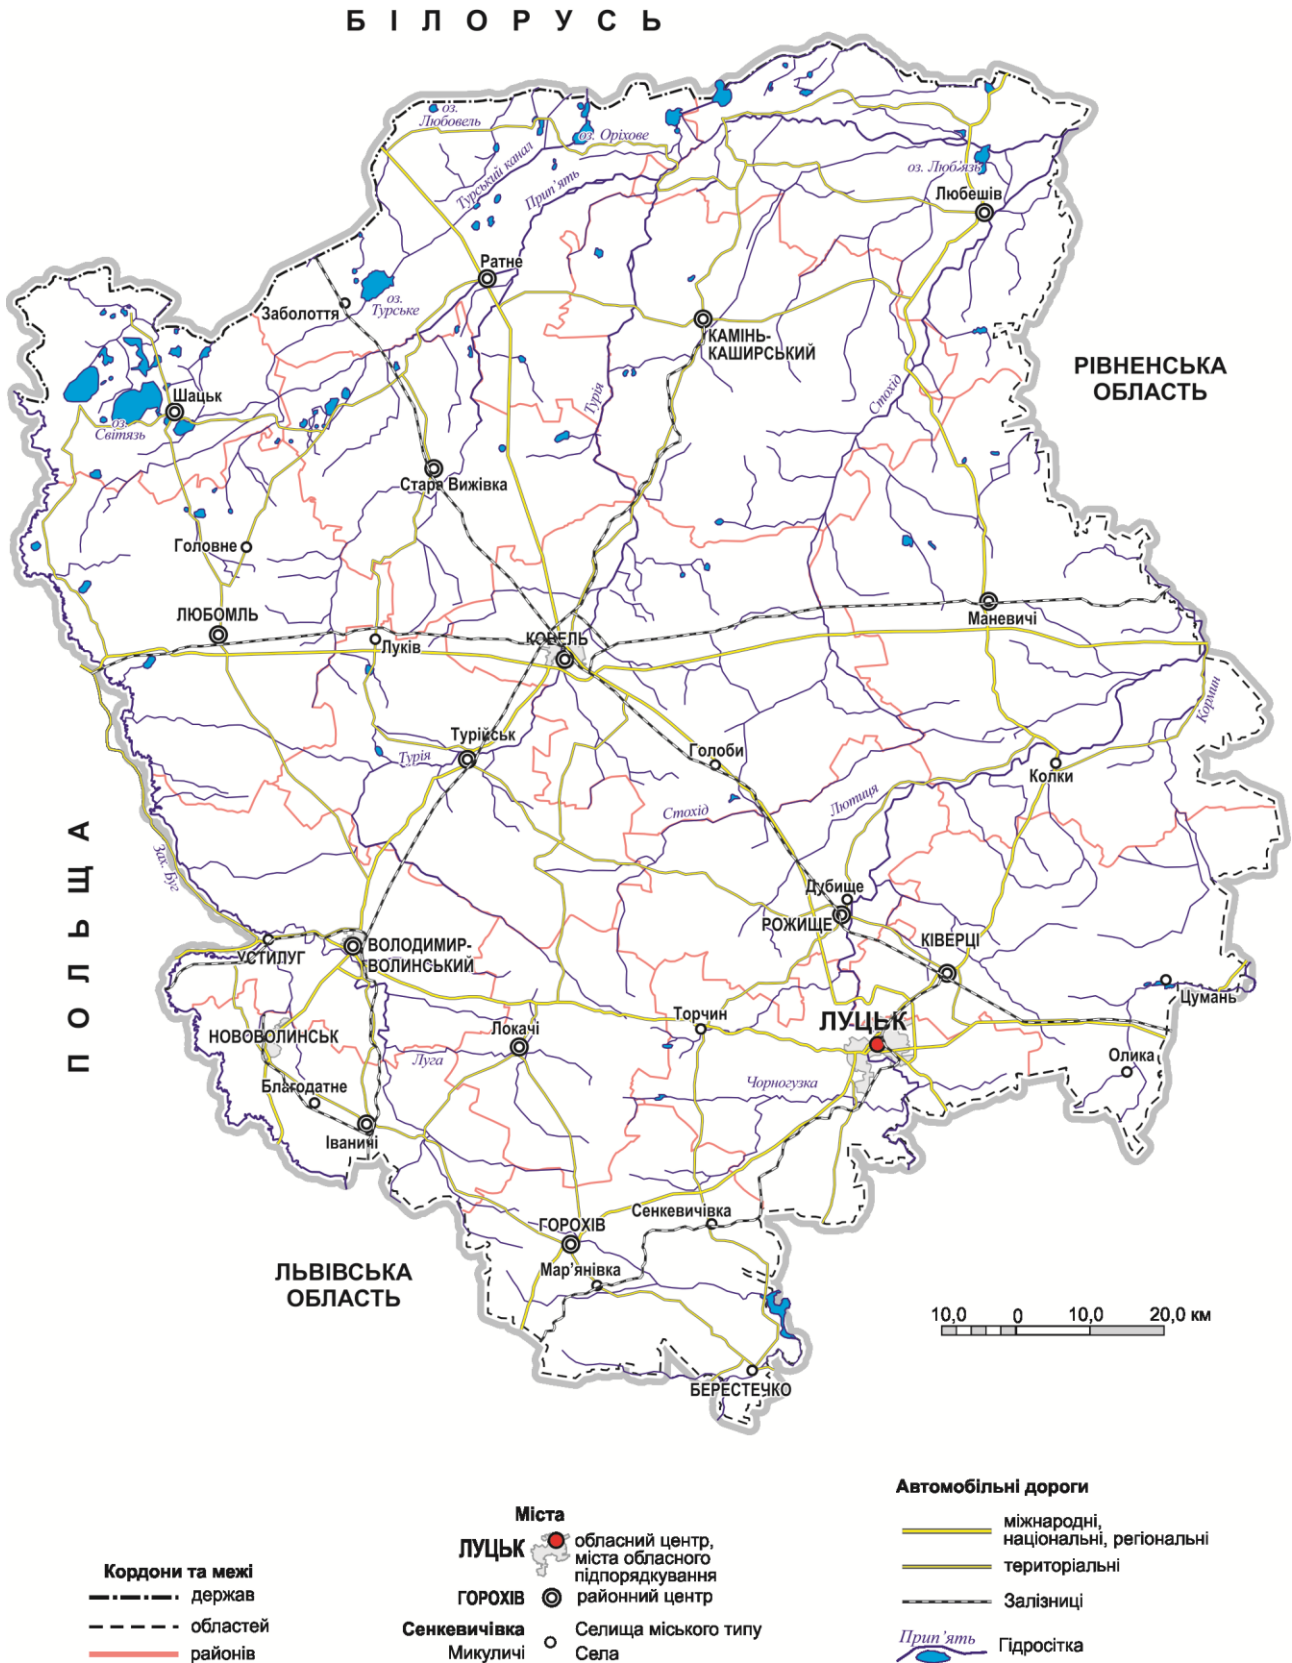 БІЛОРУСЬ
оз.
Любовель
оз. Оріхове
Турський канал
Прип'ять
оз. Люб'язь
Любешів
Ратне
Заболоття
оз.
Турське
КАМІНЬ-
КАШИРСЬКИЙ
РІВНЕНСЬКА
ОБЛАСТЬ
Шацьк
оз.
Світязь
Турія
Стохід
Стара Вижівка
Головне
ЛЮБОМЛЬ
Луків
КОВЕЛЬ
Маневичі
Кормин
Турійськ
Турія
Голоби
Колки
Стохід
Лютиця
ПОЛЬЩА
Зах. Буг
Дубище
РОЖИЩЕ
КІВЕРЦІ
УСТИЛУГ
ВОЛОДИМИР-
ВОЛИНСЬКИЙ
Цумань
НОВОВОЛИНСЬК
Локачі
Торчин
ЛУЦЬК
Луга
Олика
Благодатне
Чорногузка
Іваничі
Сенкевичівка
ГОРОХІВ
Мар'янівка
ЛЬВІВСЬКА
ОБЛАСТЬ
10,0 0 10,0 20,0 км
БЕРЕСТЕЧКО
Кордони та межі
держав
областей
районів
Міста
ЛУЦЬК
обласний центр,
міста обласного
підпорядкування
ГОРОХІВ районний центр
Сенкевичівка Селища міського типу
Микуличі Села
Автомобільні дороги
міжнародні,
національні, регіональні
територіальні
Залізниці
Прип'ять Гідросітка